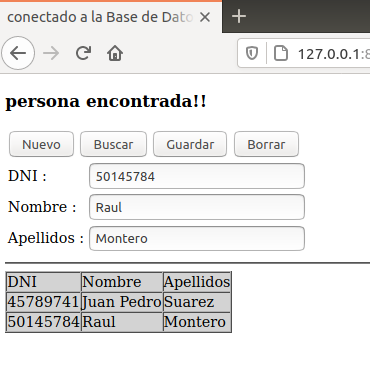 conectado a la Base de Dato
127.0.0.1:8
persona encontrada!!
Nuevo Buscar Guardar Borrar
DNI : 50145784
Nombre : Raul
Apellidos : Montero
DNI Nombre Apellidos
45789741 Juan Pedro Suarez
50145784 Raul Montero